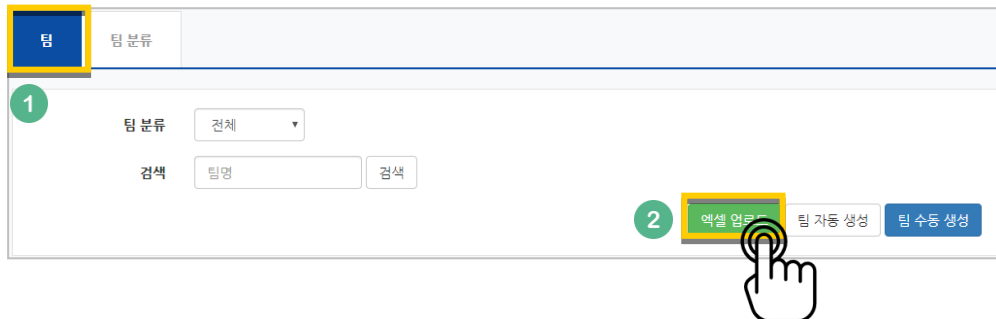 팀
팀 분류
1
팀 분류
전체
검색
팀명
검색
2
엑셀 업로드
팀 자동 생성
팀 수동 생성